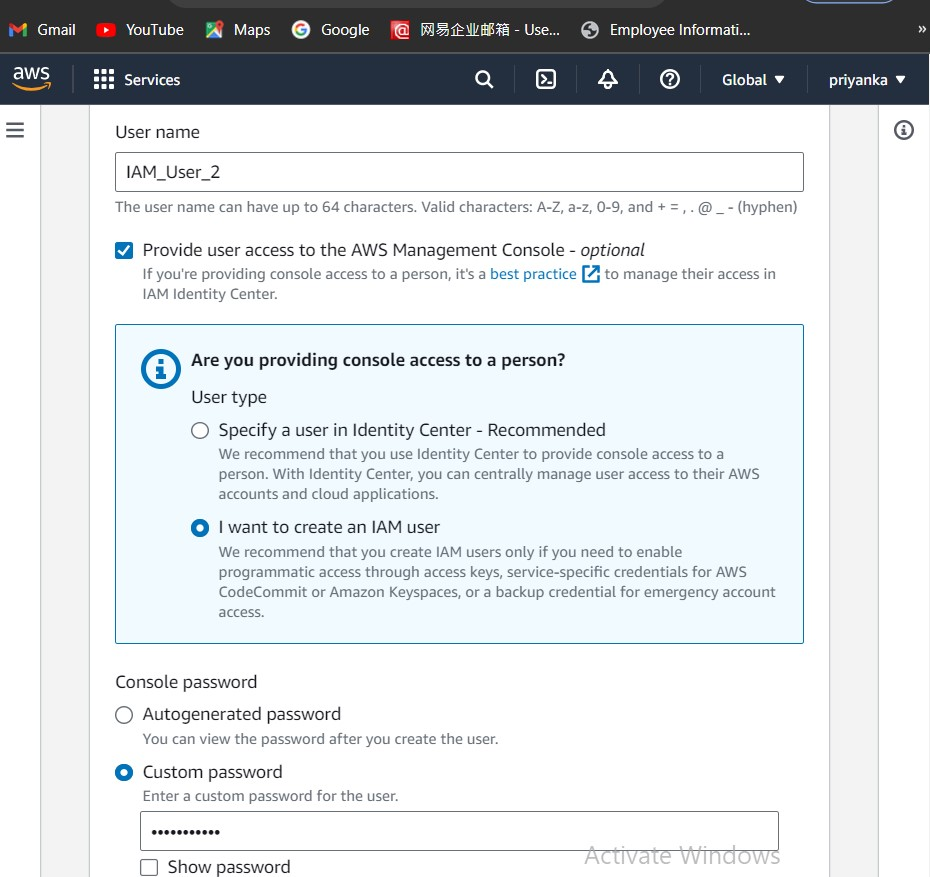 Gmail YouTube Maps Google 网易企业邮箱 - Use... Employee Informati... »
aws Services Global priyanka
User name
IAM_User_2
The user name can have up to 64 characters. Valid characters: A-Z, a-z, 0-9, and + = , . @ _ - (hyphen)
Provide user access to the AWS Management Console - optional
If you're providing console access to a person, it's a best practice to manage their access in
IAM Identity Center.
Are you providing console access to a person?
User type
Specify a user in Identity Center - Recommended
We recommend that you use Identity Center to provide console access to a
person. With Identity Center, you can centrally manage user access to their AWS
accounts and cloud applications.
I want to create an IAM user
We recommend that you create IAM users only if you need to enable
programmatic access through access keys, service-specific credentials for AWS
CodeCommit or Amazon Keyspaces, or a backup credential for emergency account
access.
Console password
Autogenerated password
You can view the password after you create the user.
Custom password
Enter a custom password for the user.
•••••••••••
Activate Windows
Show password